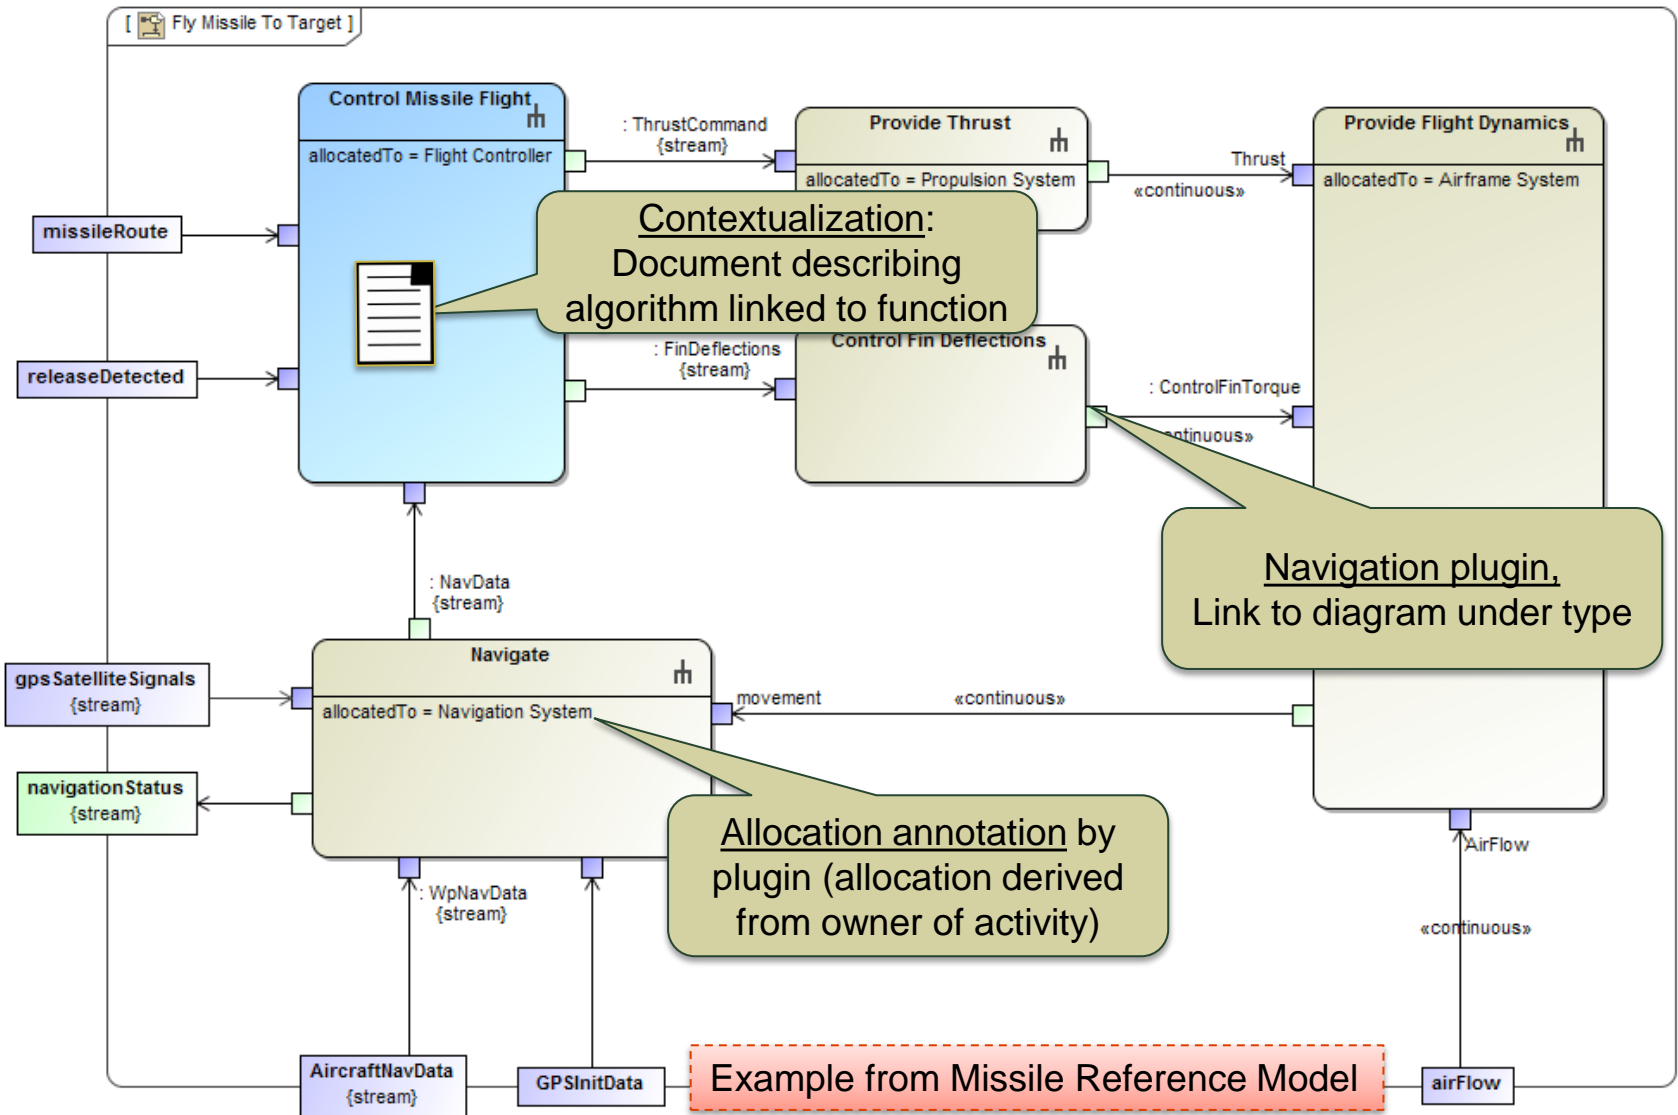 [ Fly Missile To Target ]
Control Missile Flight
allocatedTo = Flight Controller
: ThrustCommand
{stream}
Provide Thrust
allocatedTo = Propulsion System
Thrust
«continuous»
Provide Flight Dynamics
allocatedTo = Airframe System
missileRoute
Contextualization:
Document describing
algorithm linked to function
releaseDetected
: FinDeflections
{stream}
Control Fin Deflections
: ControlFinTorque
ontinuous»
Navigation plugin,
Link to diagram under type
: NavData
{stream}
Navigate
allocatedTo = Navigation System
gpsSatelliteSignals
{stream}
movement
«continuous»
navigationStatus
{stream}
Allocation annotation by
plugin (allocation derived
from owner of activity)
: WpNavData
{stream}
AirFlow
«continuous»
AircraftNavData
{stream}
GPSInitData
Example from Missile Reference Model
airFlow